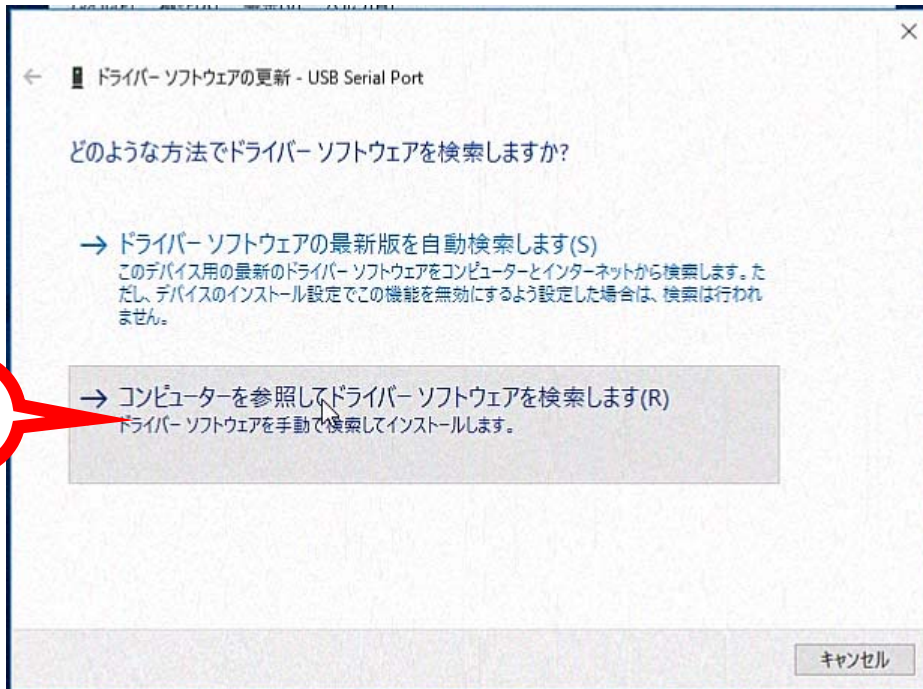 ドライバー ソフトウェアの更新 - USB Serial Port
どのような方法でドライバー ソフトウェアを検索しますか?
→ ドライバー ソフトウェアの最新版を自動検索します(S)
このデバイス用の最新のドライバー ソフトウェアをコンピューターとインターネットから検索します。た
だし、デバイスのインストール設定でこの機能を無効にするよう設定した場合は、検索は行われ
ません。
→ コンピューターを参照してドライバー ソフトウェアを検索します(R)
ドライバー ソフトウェアを手動で検索してインストールします。
キャンセル